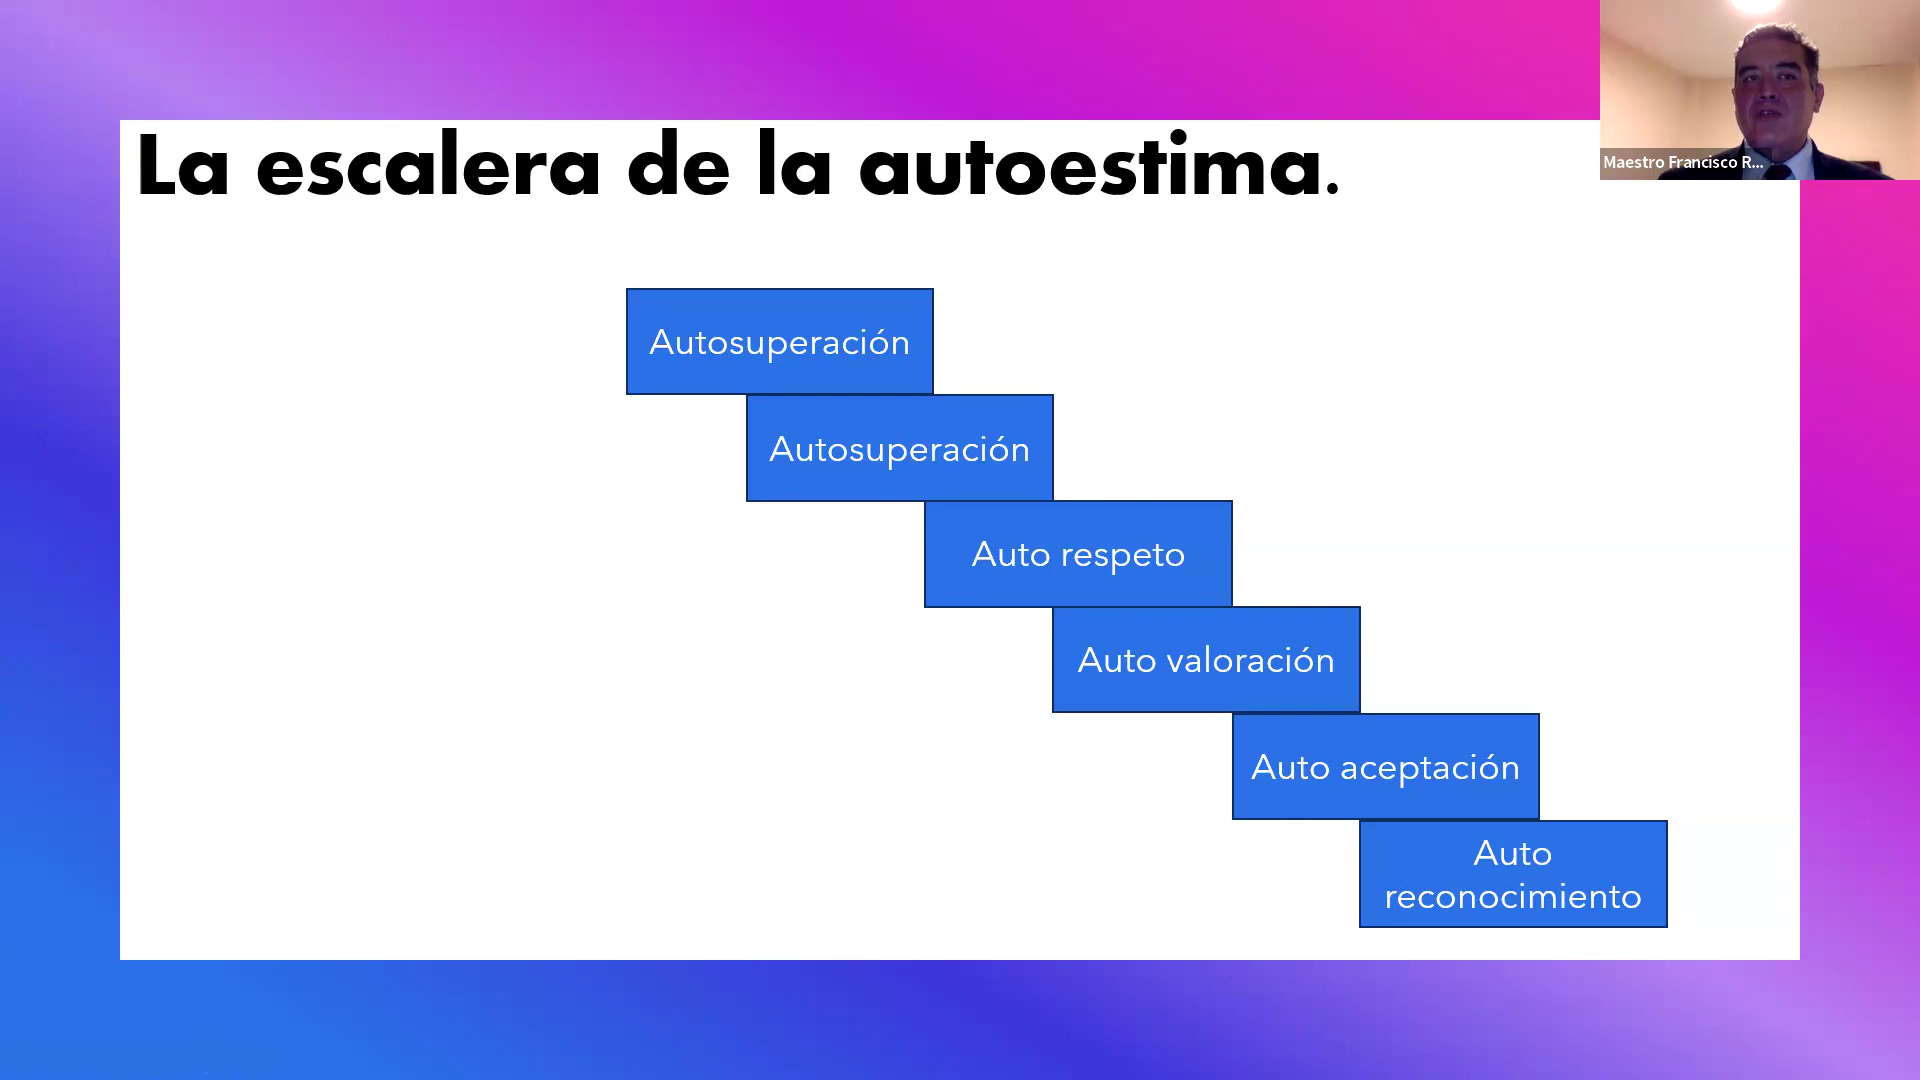 La escalera de la autoestima.
Maestro Francisco R...
Autosuperación
Autosuperación
Auto respeto
Auto valoración
Auto aceptación
Auto
reconocimiento